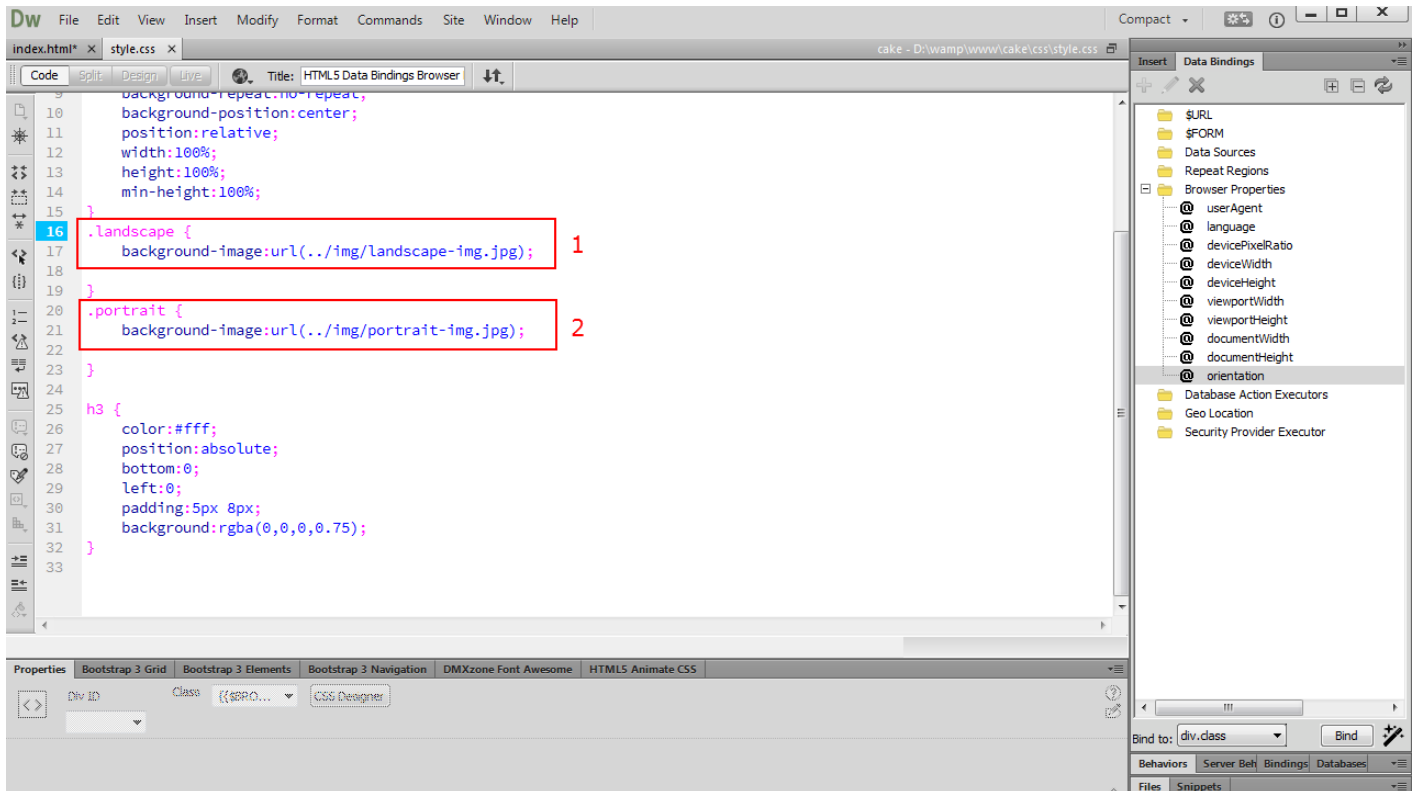 Dw File Edit View Insert Modify Format Commands Site Window Help Compact
index.html* × style.css × cake - D:\wamp\www\cake\css\style.css
Code Split Design Live Title: HTML5 Data Bindings Browser
9 background-repeat:no-repeat;
10 background-position:center;
11 position:relative;
12 width:100%;
13 height:100%;
14 min-height:100%;
15 }
16 .landscape {
17 background-image:url(../img/landscape-img.jpg);
1
18
19 }
20 .portrait {
21 background-image:url(../img/portrait-img.jpg);
2
22
23 }
24
25 h3 {
26 color:#fff;
27 position:absolute;
28 bottom:0;
29 left:0;
30 padding:5px 8px;
31 background:rgba(0,0,0,0.75);
32 }
33
Insert Data Bindings
$URL
$FORM
Data Sources
Repeat Regions
Browser Properties
@ userAgent
@ language
@ devicePixelRatio
@ deviceWidth
@ deviceHeight
@ viewportWidth
@ viewportHeight
@ documentWidth
@ documentHeight
@ orientation
Database Action Executors
Geo Location
Security Provider Executor
Bind to: div.class Bind
Behaviors Server Beh Bindings Databases
Files Snippets
Properties Bootstrap 3 Grid Bootstrap 3 Elements Bootstrap 3 Navigation DMXzone Font Awesome HTML5 Animate CSS
Div ID Class {{$BRO... CSS Designer